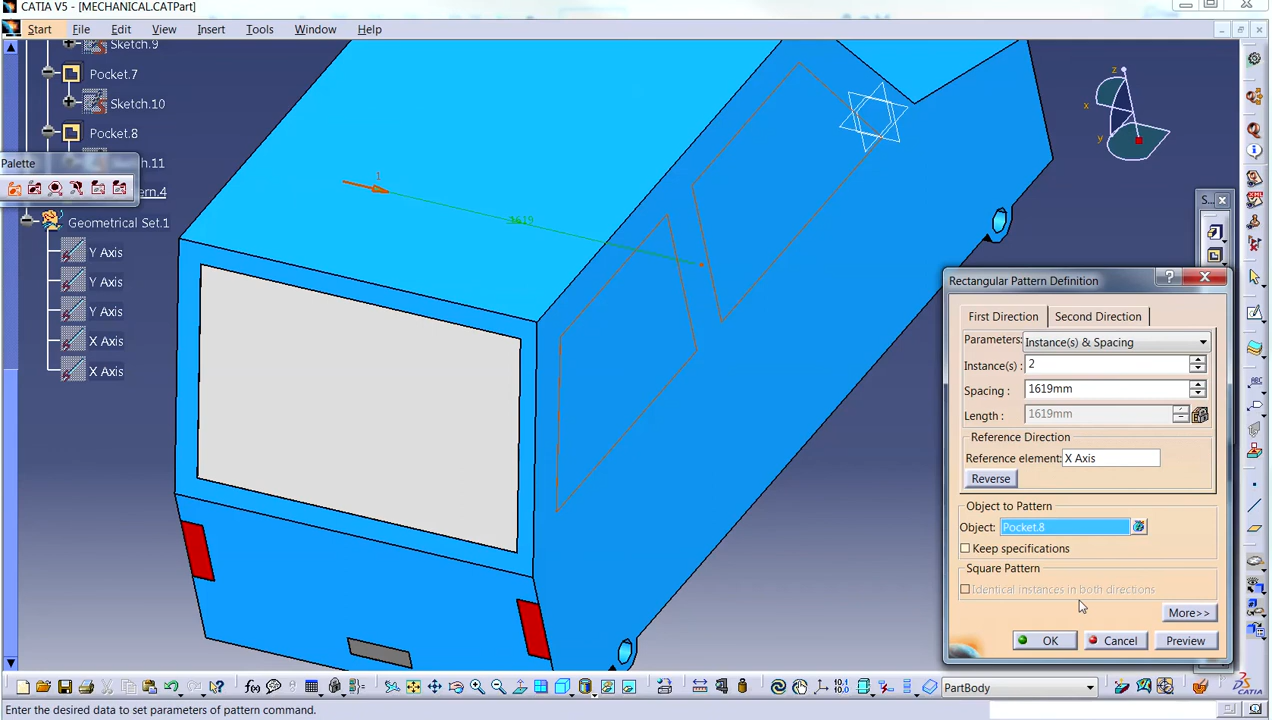 CATIA V5 - [MECHANICAL.CATPart]
Start File Edit View Insert Tools Window Help
Sketch.9
Pocket.7
Sketch.10
Pocket.8
.11
Palette
ern.4
Geometrical Set.1
Y Axis
Y Axis
Y Axis
X Axis
X Axis
1
1619
z
x
y
S...
Rectangular Pattern Definition
First Direction Second Direction
Parameters: Instance(s) & Spacing
Instance(s) : 2
Spacing : 1619mm
Length : 1619mm
Reference Direction
Reference element: X Axis
Reverse
Object to Pattern
Object: Pocket.8
Keep specifications
Square Pattern
Identical instances in both directions
More>>
OK Cancel Preview
PartBody
Enter the desired data to set parameters of pattern command.